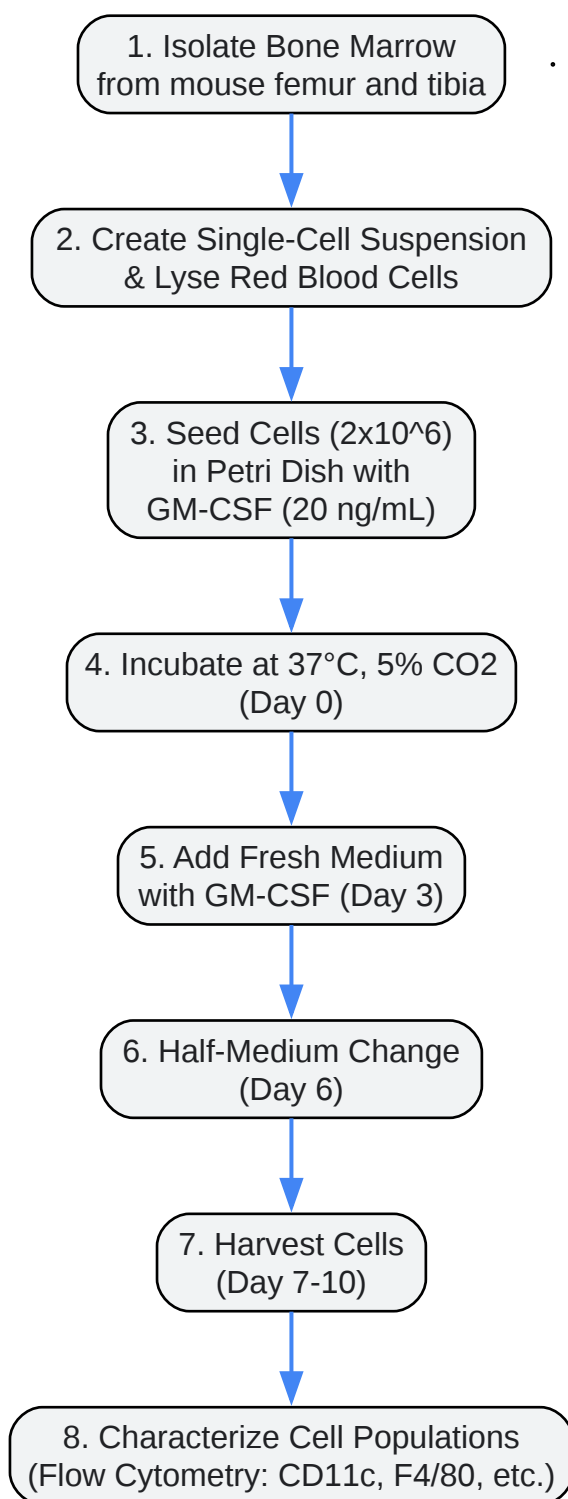 1. Isolate Bone Marrow
from mouse femur and tibia
.
2. Create Single-Cell Suspension
& Lyse Red Blood Cells
3. Seed Cells (2x10^6)
in Petri Dish with
GM-CSF (20 ng/mL)
4. Incubate at 37°C, 5% CO2
(Day 0)
5. Add Fresh Medium
with GM-CSF (Day 3)
6. Half-Medium Change
(Day 6)
7. Harvest Cells
(Day 7-10)
8. Characterize Cell Populations
(Flow Cytometry: CD11c, F4/80, etc.)